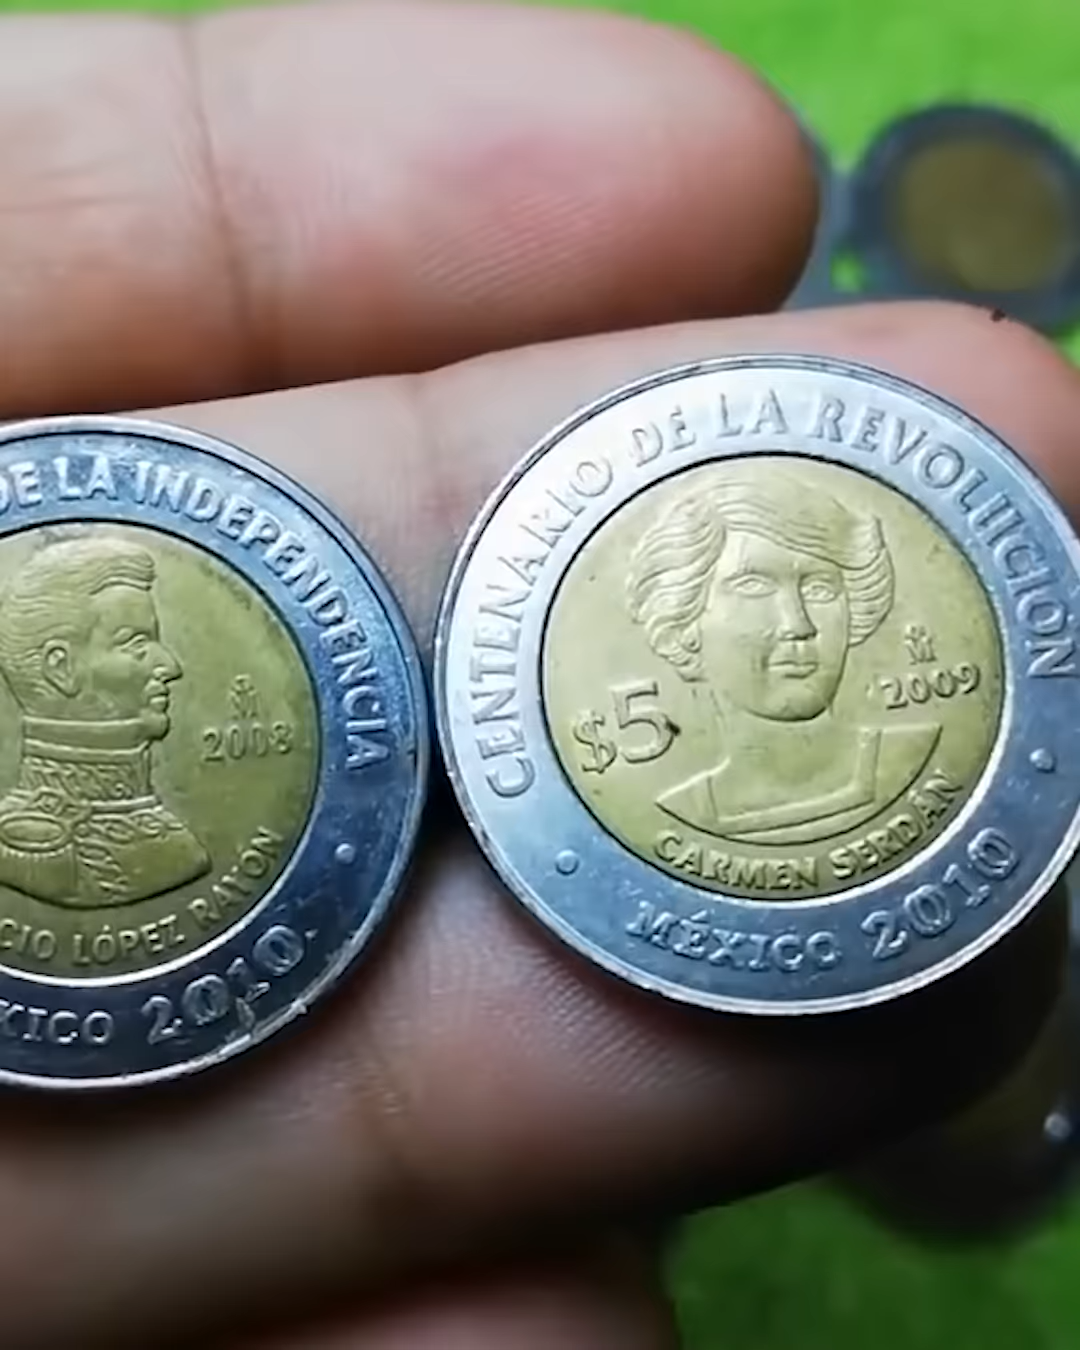 DE LA INDEPENDENCIA
M
2008
CIO LÓPEZ RAYÓN
XICO 2010
CENTENARIO DE LA REVOLUCIÓN
$5
M
2009
CARMEN SERDÁN
MÉXICO 2010